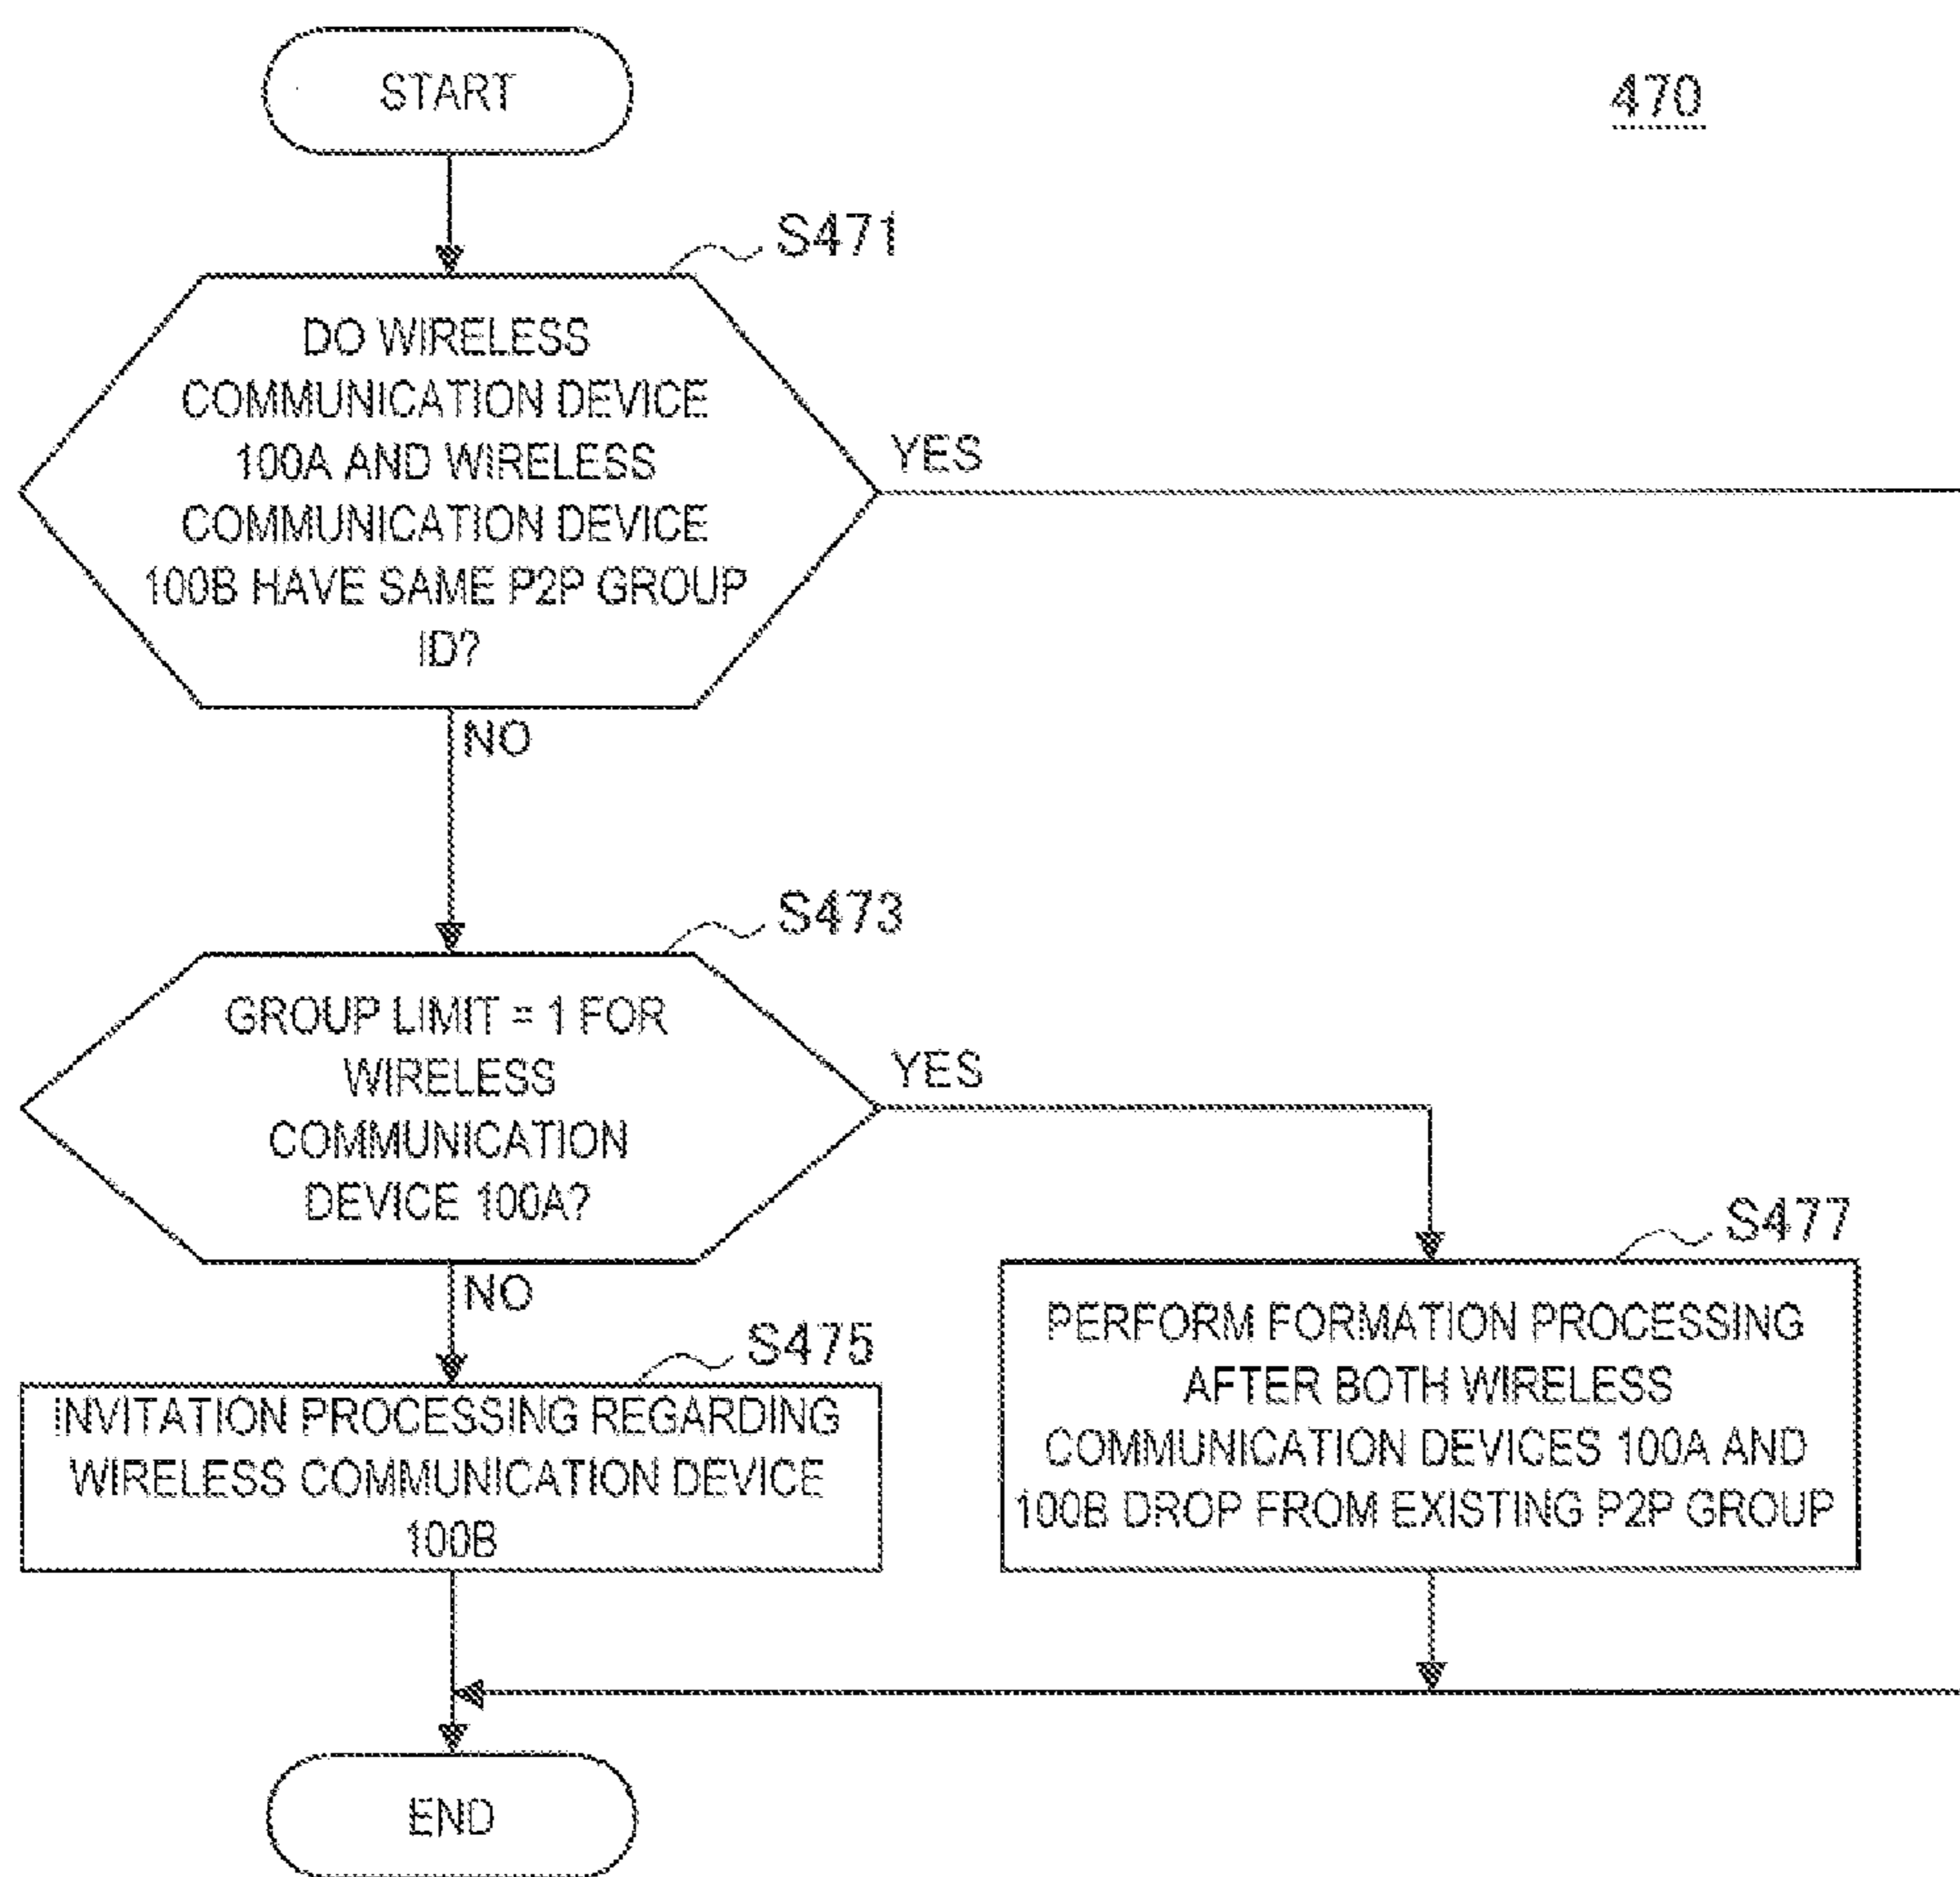 START
470
S471
DO WIRELESS
COMMUNICATION DEVICE
100A AND WIRELESS
COMMUNICATION DEVICE
100B HAVE SAME P2P GROUP
ID?
YES
NO
S473
GROUP LIMIT = 1 FOR
WIRELESS
COMMUNICATION
DEVICE 100A?
YES
NO
S475
INVITATION PROCESSING REGARDING
WIRELESS COMMUNICATION DEVICE
100B
S477
PERFORM FORMATION PROCESSING
AFTER BOTH WIRELESS
COMMUNICATION DEVICES 100A AND
100B DROP FROM EXISTING P2P GROUP
END